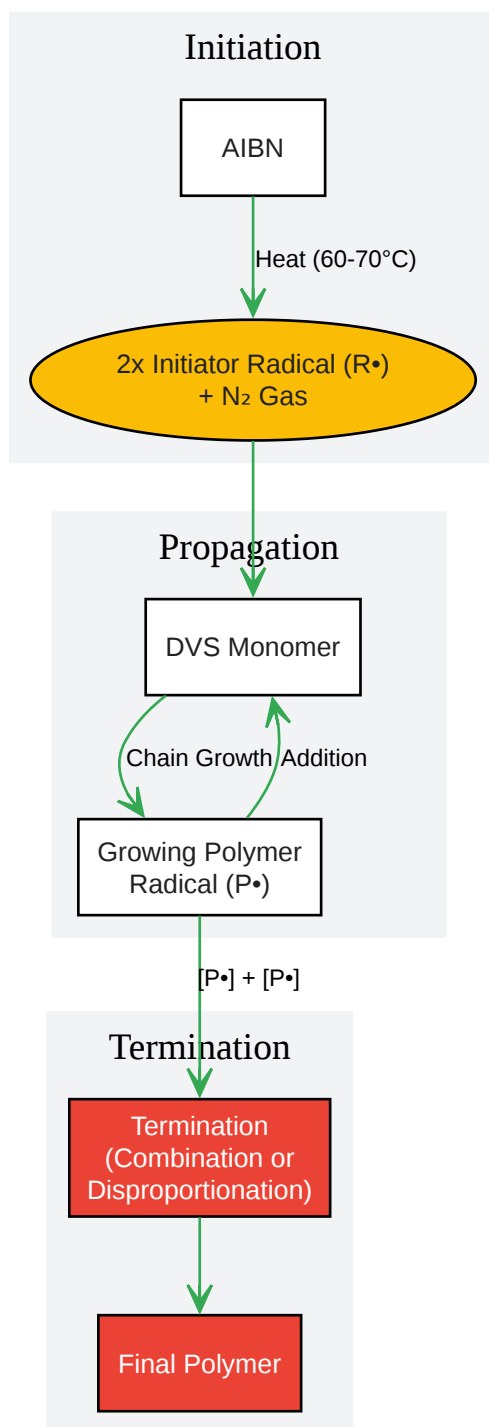 Initiation
AIBN
Heat (60-70°C)
2x Initiator Radical (R•)
+ N₂ Gas
Propagation
DVS Monomer
Chain Growth
Addition
Growing Polymer
Radical (P•)
[P•] + [P•]
Termination
Termination
(Combination or
Disproportionation)
Final Polymer